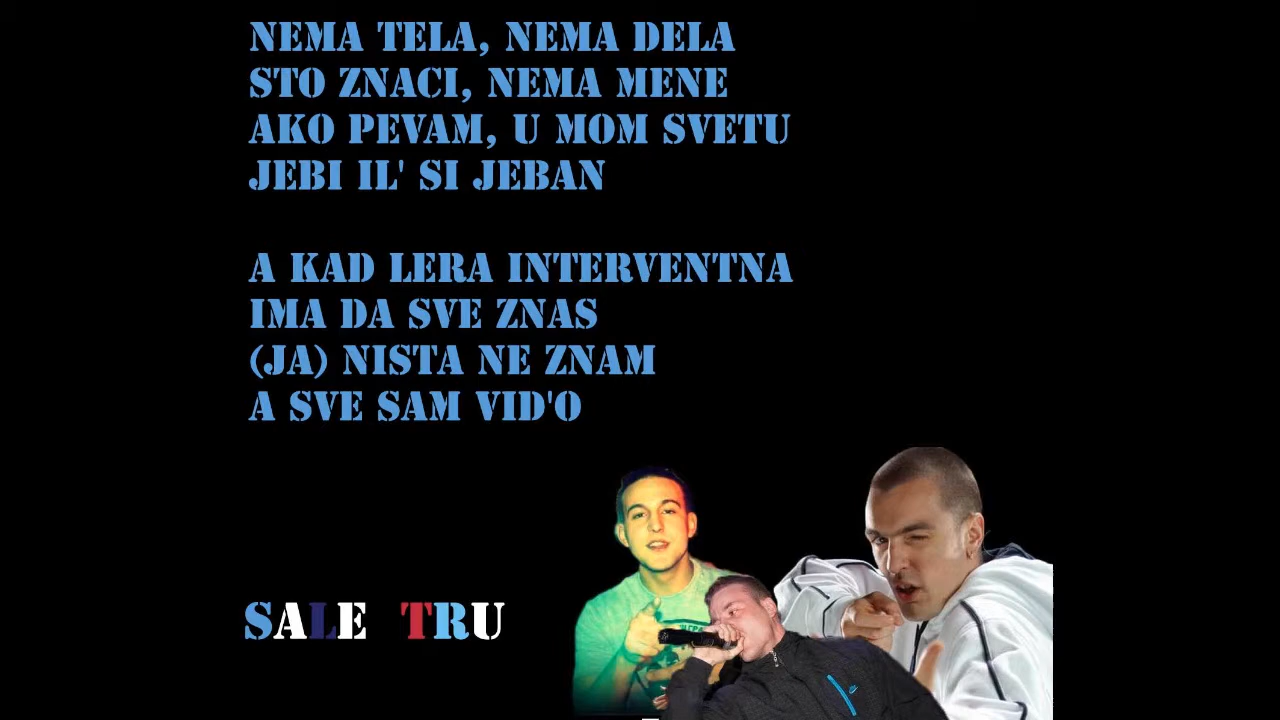 NEMA TELA, NEMA DELA
STO ZNACI, NEMA MENE
AKO PEVAM, U MOM SVETU
JEBI IL' SI JEBAN
A KAD LERA INTERVENTNA
IMA DA SVE ZNAS
(JA) NISTA NE ZNAM
A SVE SAM VID'O
SALE TRU